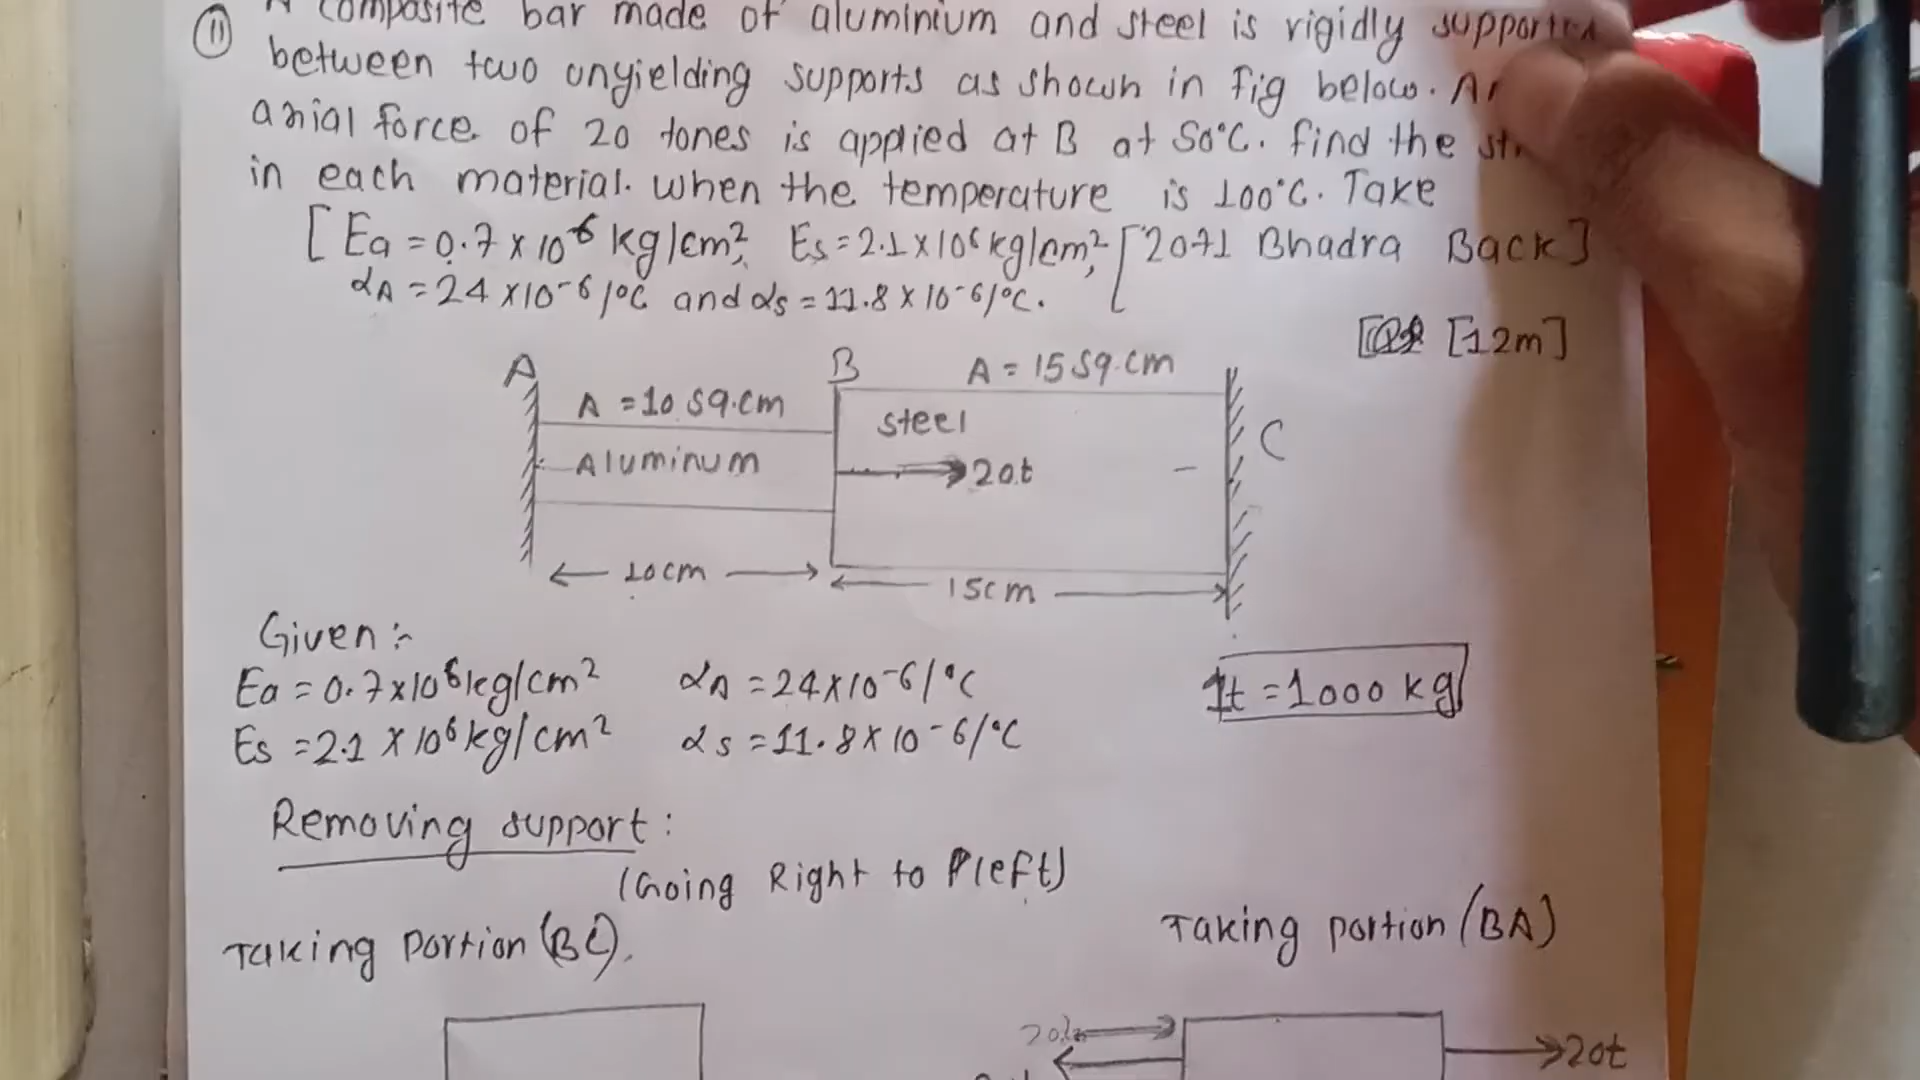 (11) A composite bar made of aluminium and steel is rigidly supported
between two unyielding supports as shown in fig below. An
axial force of 20 tones is applied at B at 50°C. find the
in each material. when the temperature is 100°C. Take
[Ea = 0.7 x 10^6 kg/cm², Es = 2.1 x 10^6 kg/cm², [2071 Bhadra Back]
αA = 24 x 10^-6/°C and αs = 11.8 x 10^-6/°C.
[12m]
A
B
A = 15 sq.cm
A = 10 sq.cm
steel
C
Aluminum
20t
10cm
15cm
Given :-
Ea = 0.7 x 10^6 kg/cm² αA = 24 x 10^-6/°C
1t = 1000 kg
Es = 2.1 x 10^6 kg/cm² αs = 11.8 x 10^-6/°C
Removing support :
(Going Right to left)
Taking portion (BA)
Taking portion (BC).
20t